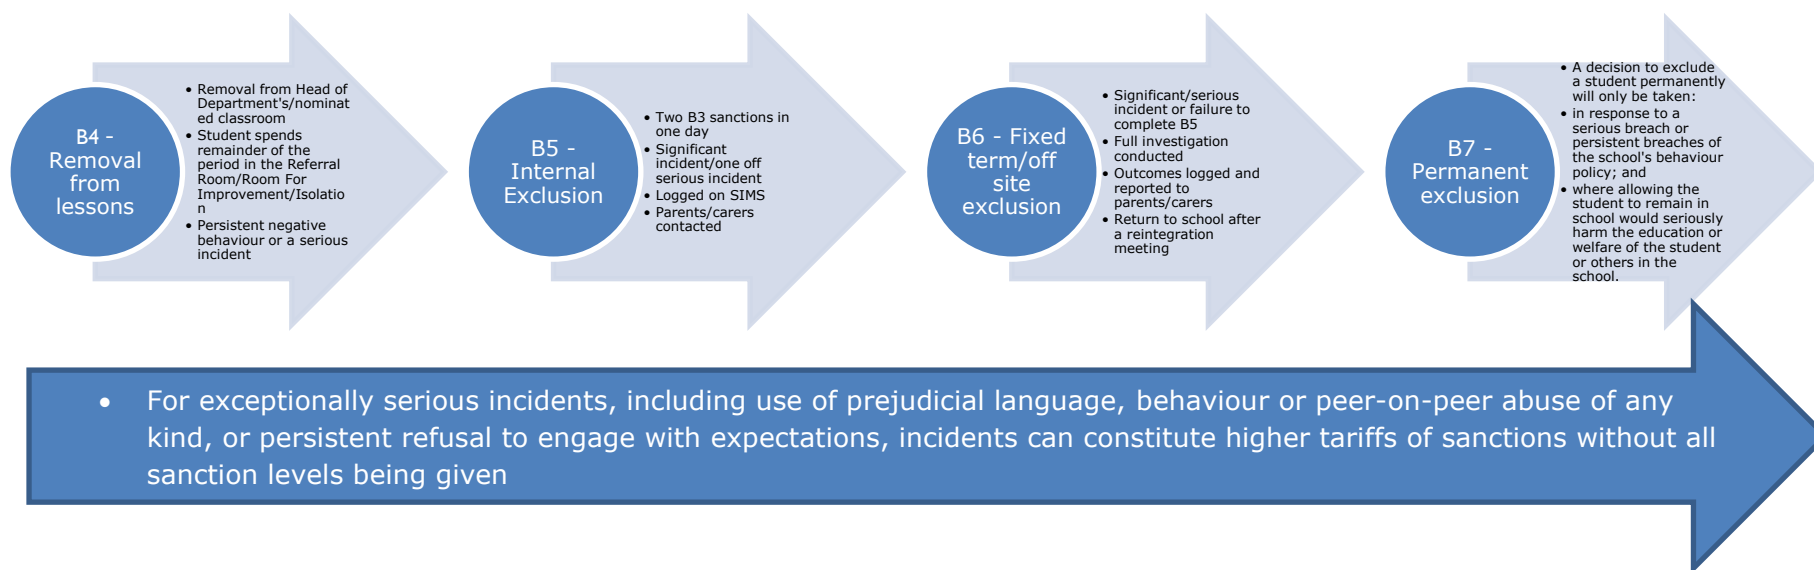 B4 -
Removal
from
lessons
• Removal from Head of
Department's/nominat
ed classroom
• Student spends
remainder of the
period in the Referral
Room/Room For
Improvement/Isolatio
n
• Persistent negative
behaviour or a serious
incident
B5 -
Internal
Exclusion
• Two B3 sanctions in
one day
• Significant
incident/one off
serious incident
• Logged on SIMS
• Parents/carers
contacted
B6 - Fixed
term/off
site
exclusion
• Significant/serious
incident or failure to
complete B5
• Full investigation
conducted
• Outcomes logged and
reported to
parents/carers
• Return to school after
a reintegration
meeting
B7 -
Permanent
exclusion
• A decision to exclude
a student permanently
will only be taken:
• in response to a
serious breach or
persistent breaches of
the school's behaviour
policy; and
• where allowing the
student to remain in
school would seriously
harm the education or
welfare of the student
or others in the
school.
• For exceptionally serious incidents, including use of prejudicial language, behaviour or peer-on-peer abuse of any
kind, or persistent refusal to engage with expectations, incidents can constitute higher tariffs of sanctions without all
sanction levels being given